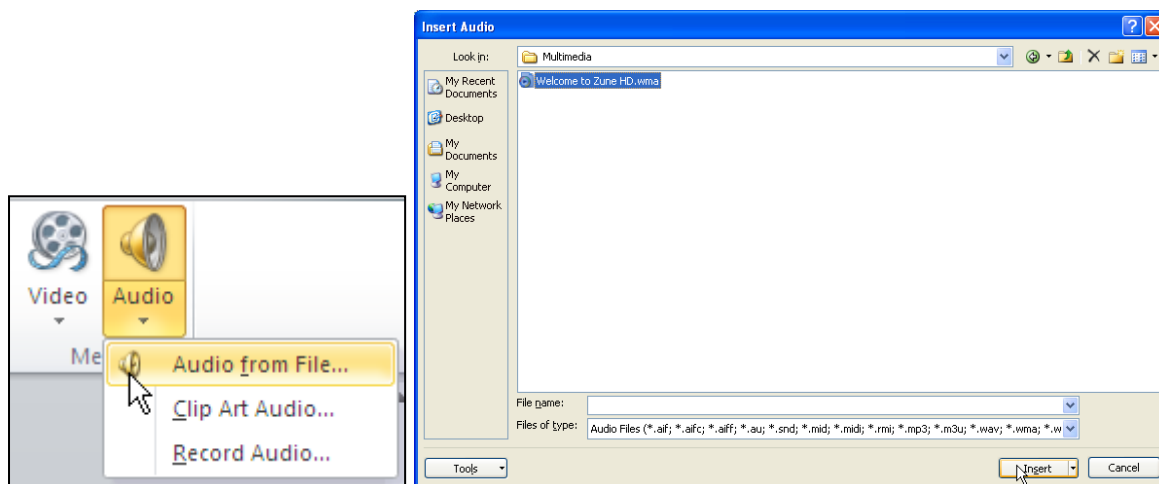 Video
Audio
Me
Audio from File...
Clip Art Audio...
Record Audio...
Insert Audio
Look in:
Multimedia
My Recent
Documents
Desktop
My
Documents
My
Computer
My Network
Places
Welcome to Zune HD.wma
File name:
Files of type:
Audio Files (*.aif; *.aifc; *.aiff; *.au; *.snd; *.mid; *.midi; *.rmi; *.mp3; *.m3u; *.wav; *.wma; *.w
Tools
Insert
Cancel